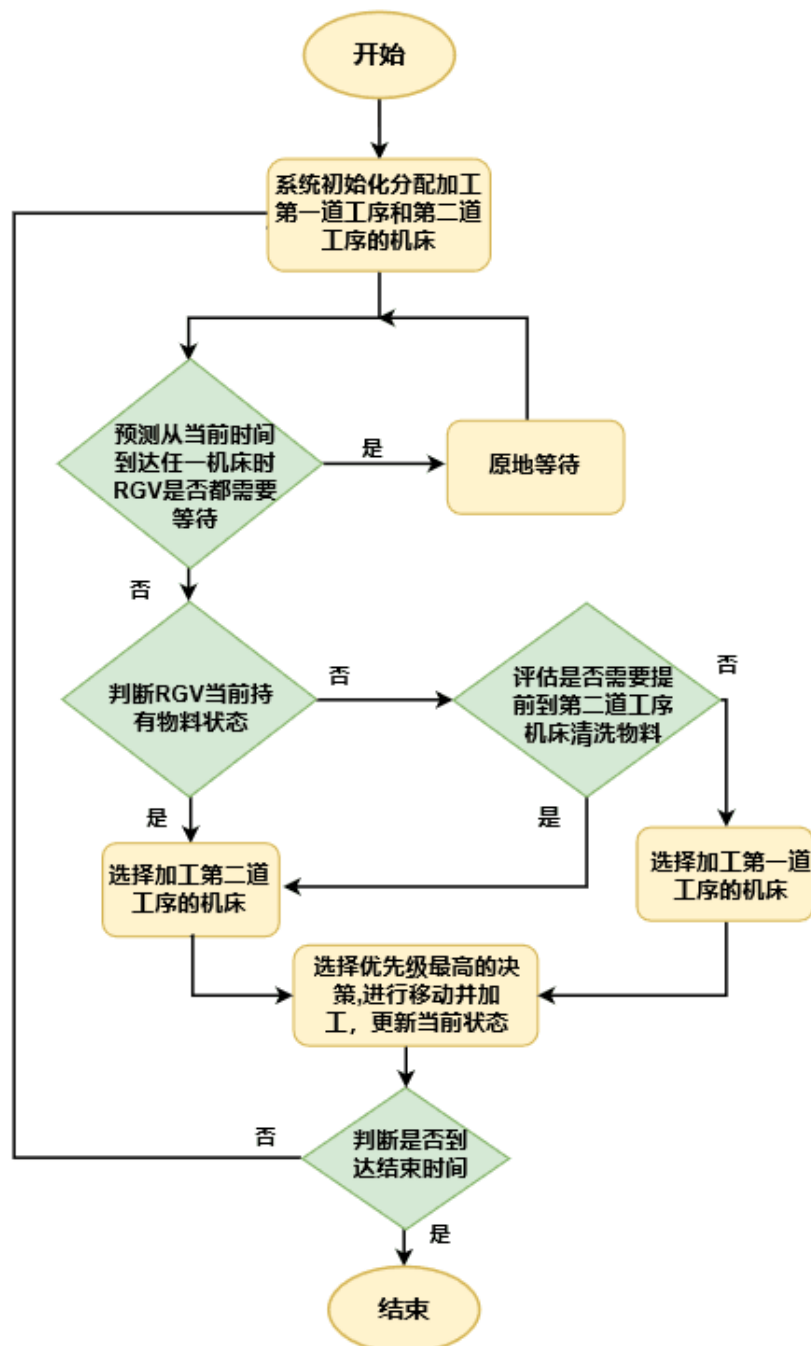 开始
系统初始化分配加工
第一道工序和第二道
工序的机床
预测从当前时间
到达任一机床时
RGV是否都需要
等待
是
原地等待
否
判断RGV当前持
有物料状态
否
评估是否需要提
前到第二道工序
机床清洗物料
否
是
是
选择加工第二道
工序的机床
选择加工第一道
工序的机床
选择优先级最高的决
策,进行移动并加
工，更新当前状态
否
判断是否到
达结束时间
是
结束